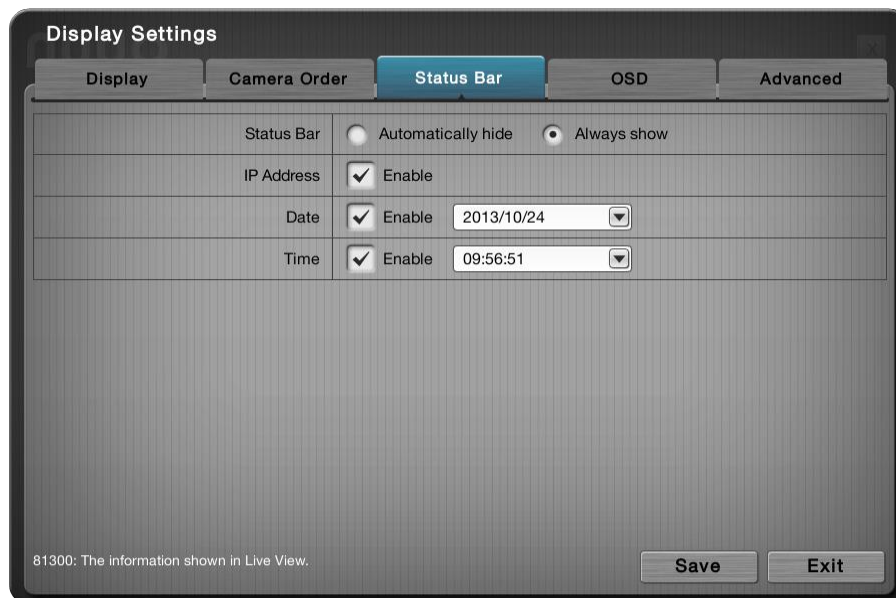 Display Settings
Display Camera Order Status Bar OSD Advanced
Status Bar Automatically hide Always show
IP Address Enable
Date Enable 2013/10/24
Time Enable 09:56:51
81300: The information shown in Live View.
Save Exit